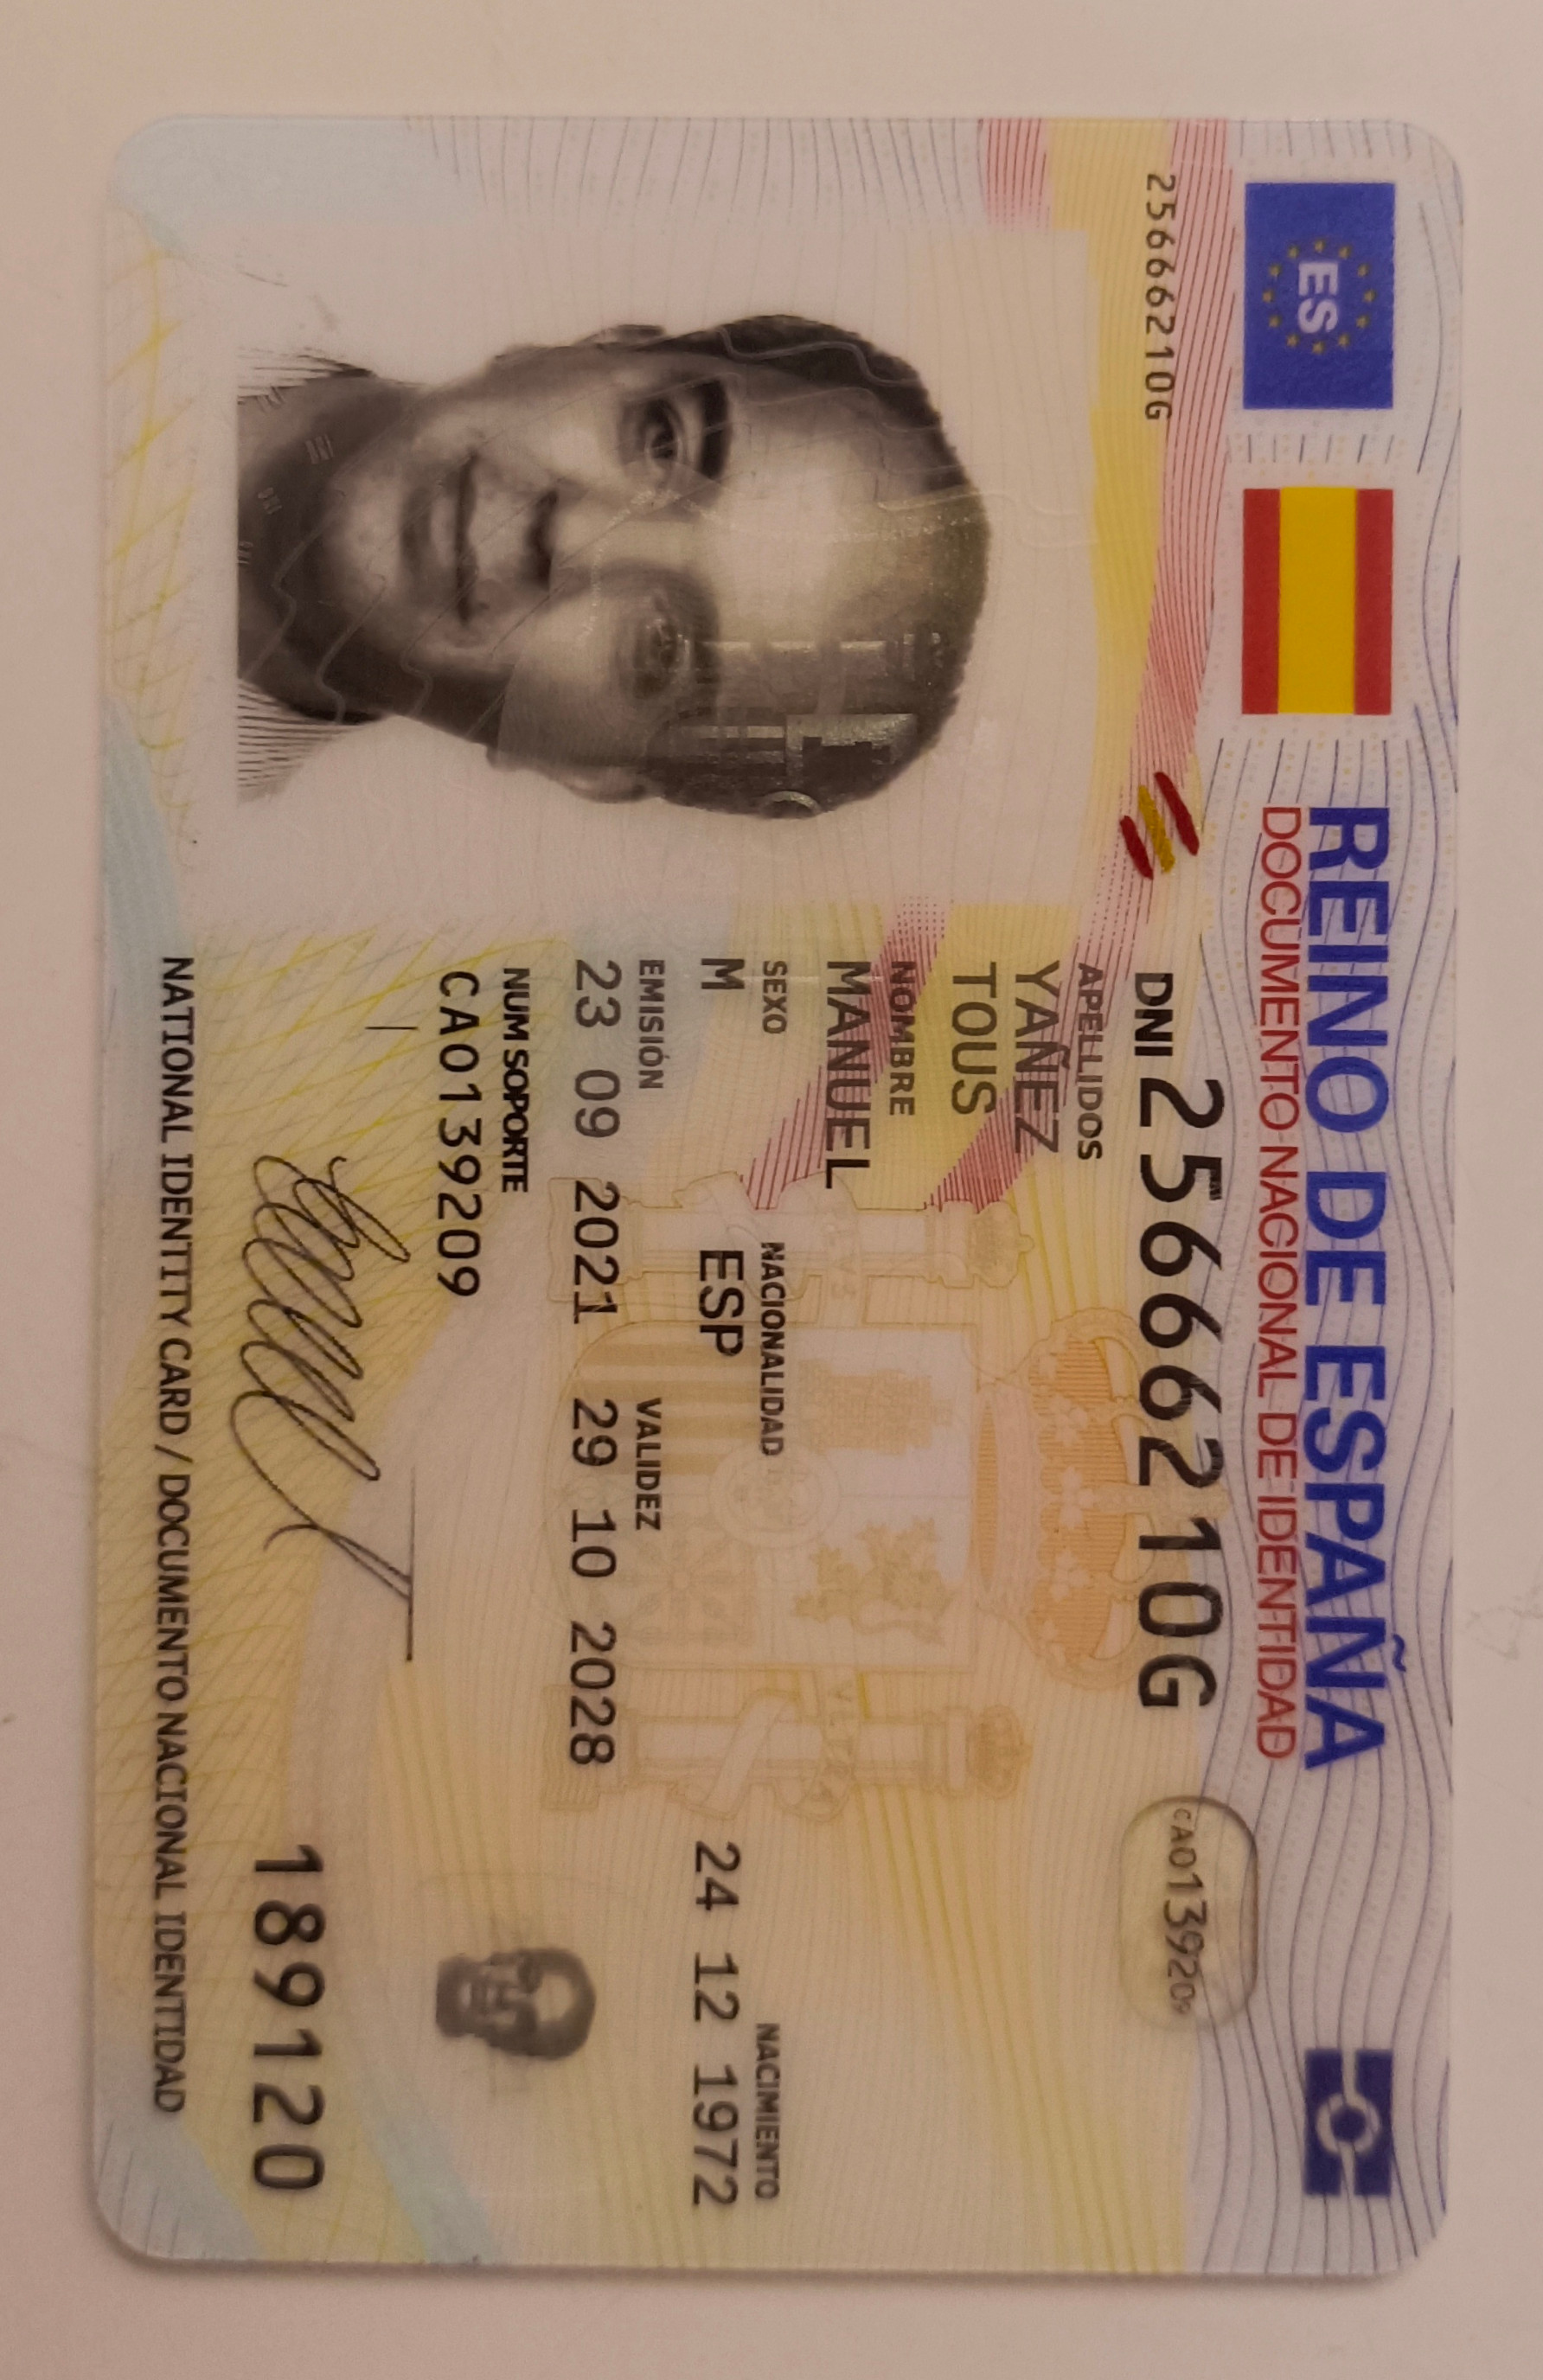 ES
REINO DE ESPAÑA
DOCUMENTO NACIONAL DE IDENTIDAD
25666210G
DNI 25666210G
CA0139209
APELLIDOS
YAÑEZ
TOUS
NOMBRE
MANUEL
SEXO NACIONALIDAD NACIMIENTO
M ESP 24 12 1972
EMISIÓN VALIDEZ
23 09 2021 29 10 2028
NUM SOPORTE
CA0139209
189120
NATIONAL IDENTITY CARD / DOCUMENTO NACIONAL IDENTIDAD